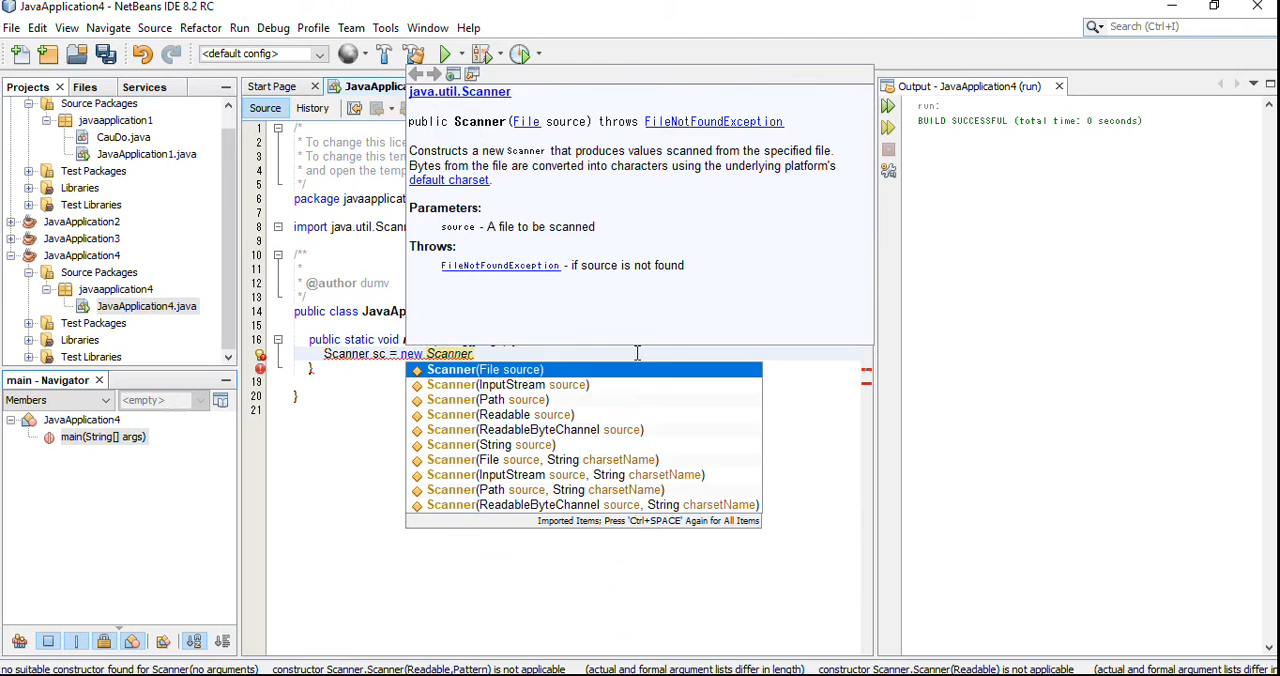 JavaApplication4 - NetBeans IDE 8.2 RC
File Edit View Navigate Source Refactor Run Debug Profile Team Tools Window Help
Search (Ctrl+I)
<default config>
Projects Files Services
Source Packages
javaapplication1
CauDo.java
JavaApplication1.java
Test Packages
Libraries
Test Libraries
JavaApplication2
JavaApplication3
JavaApplication4
Source Packages
javaapplication4
JavaApplication4.java
Test Packages
Libraries
Test Libraries
main - Navigator
Members <empty>
JavaApplication4
main(String[] args)
Start Page JavaApplica
Source History
1 /*
2 * To change this lice
3 * To change this tem
4 * and open the temp
5 */
6 package javaapplicat
7
8 import java.util.Scann
9
10 /**
11 *
12 * @author dumv
13 */
14 public class JavaAp
15
16 public static void
Scanner sc = new Scanner
}
19
20 }
21
java.util.Scanner
public Scanner(File source) throws FileNotFoundException
Constructs a new Scanner that produces values scanned from the specified file.
Bytes from the file are converted into characters using the underlying platform's
default charset.
Parameters:
source - A file to be scanned
Throws:
FileNotFoundException - if source is not found
Scanner(File source)
Scanner(InputStream source)
Scanner(Path source)
Scanner(Readable source)
Scanner(ReadableByteChannel source)
Scanner(String source)
Scanner(File source, String charsetName)
Scanner(InputStream source, String charsetName)
Scanner(Path source, String charsetName)
Scanner(ReadableByteChannel source, String charsetName)
Imported Items; Press 'Ctrl+SPACE' Again for All Items
Output - JavaApplication4 (run)
run:
BUILD SUCCESSFUL (total time: 0 seconds)
no suitable constructor found for Scanner(no arguments) constructor Scanner.Scanner(Readable,Pattern) is not applicable (actual and formal argument lists differ in length) constructor Scanner.Scanner(Readable) is not applicable (actual and formal argument lists differ in